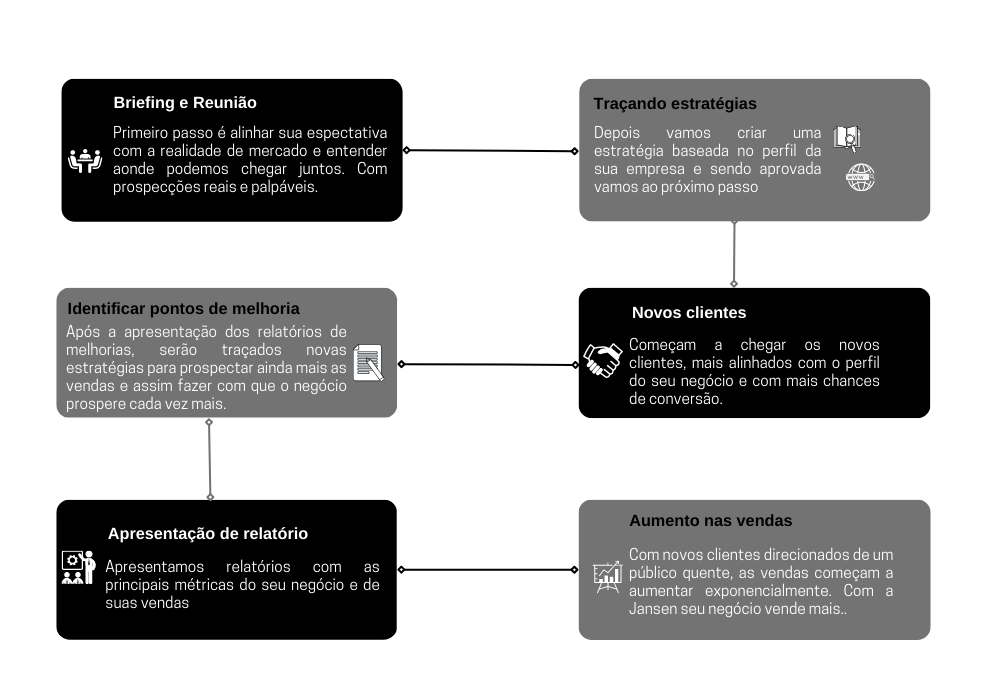 Briefing e Reunião
Primeiro passo é alinhar sua espectativa
com a realidade de mercado e entender
aonde podemos chegar juntos. Com
prospecções reais e palpáveis.
Traçando estratégias
Depois vamos criar uma
estratégia baseada no perfil da
sua empresa e sendo aprovada
vamos ao próximo passo
WWW
Identificar pontos de melhoria
Após a apresentação dos relatórios de
melhorias, serão traçados novas
estratégias para prospectar ainda mais as
vendas e assim fazer com que o negócio
prospere cada vez mais.
Novos clientes
Começam a chegar os novos
clientes, mais alinhados com o perfil
do seu negócio e com mais chances
de conversão.
Apresentação de relatório
Apresentamos relatórios com as
principais métricas do seu negócio e de
suas vendas
Aumento nas vendas
Com novos clientes direcionados de um
público quente, as vendas começam a
aumentar exponencialmente. Com a
Jansen seu negócio vende mais..